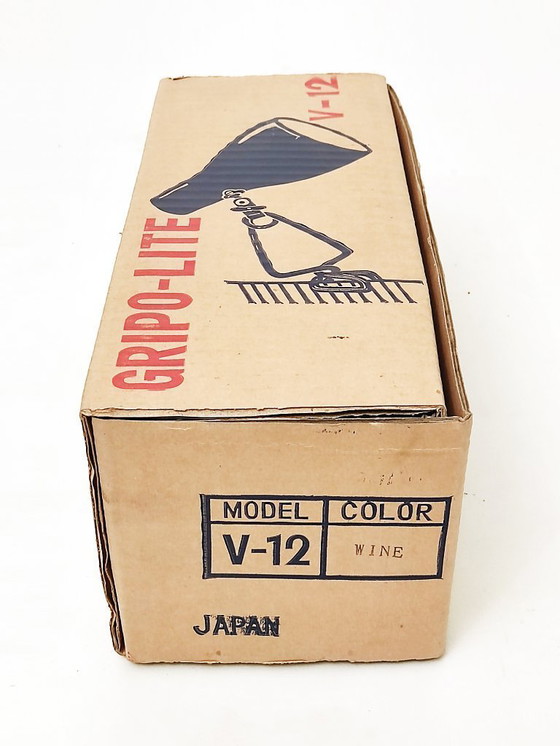 GRIPO-LITE
V-12
MODEL COLOR
V-12 WINE
JAPAN